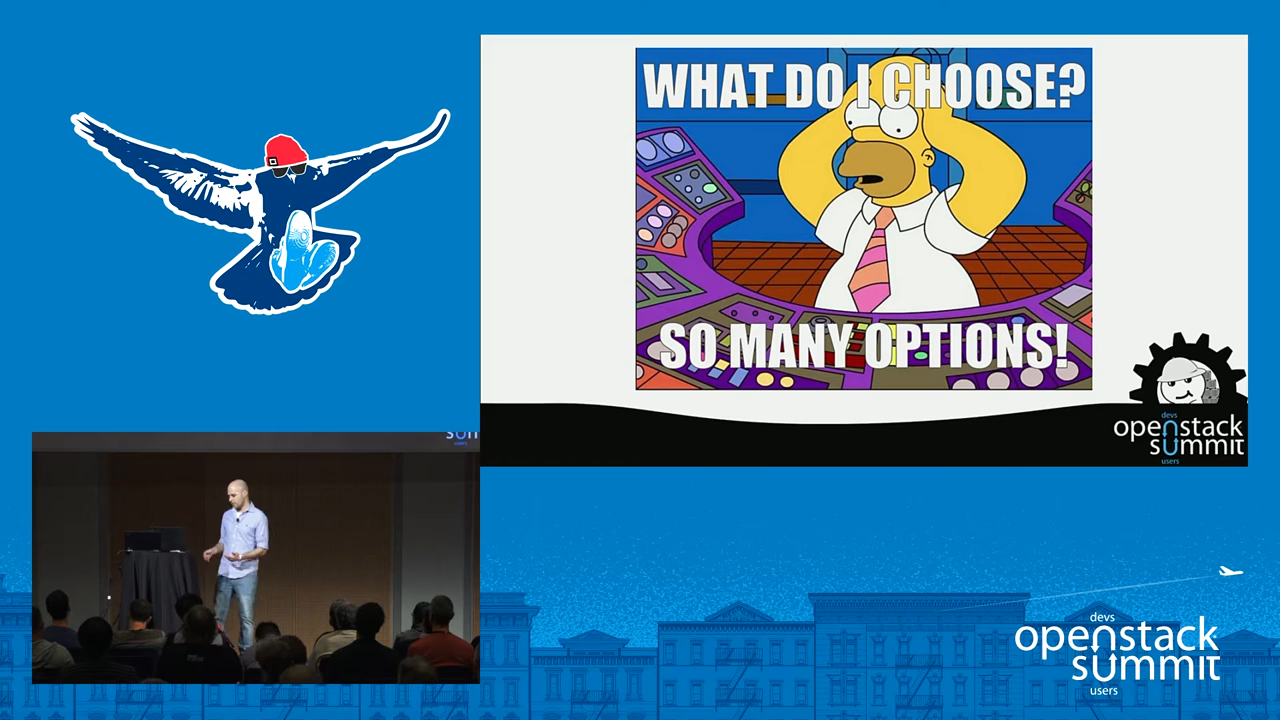 WHAT DO I CHOOSE?
SO MANY OPTIONS!
devs
openstack
summit
users
devs
openstack
summit
users